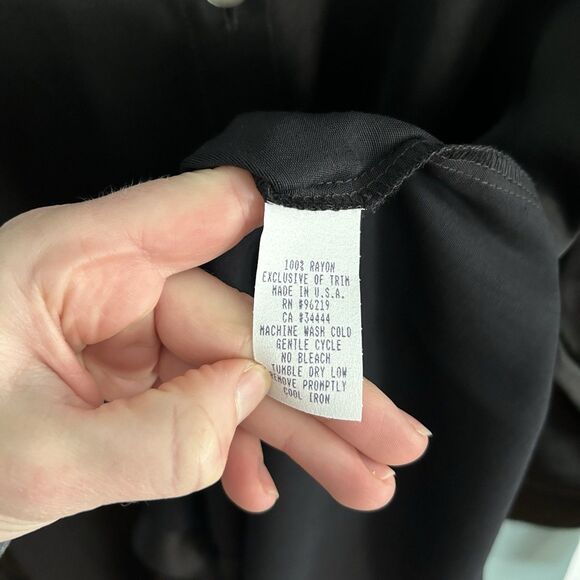 100% RAYON
EXCLUSIVE OF TRIM
MADE IN U.S.A.
RN #96219
CA #34444
MACHINE WASH COLD
GENTLE CYCLE
NO BLEACH
TUMBLE DRY LOW
REMOVE PROMPTLY
COOL IRON